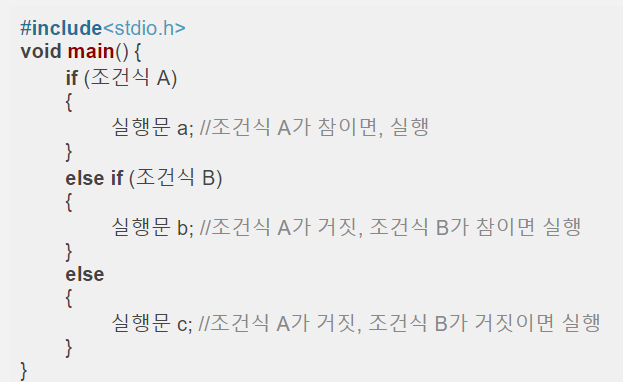 #include<stdio.h>
void main() {
if (조건식 A)
{
실행문 a; //조건식 A가 참이면, 실행
}
else if (조건식 B)
{
실행문 b; //조건식 A가 거짓, 조건식 B가 참이면 실행
}
else
{
실행문 c; //조건식 A가 거짓, 조건식 B가 거짓이면 실행
}
}